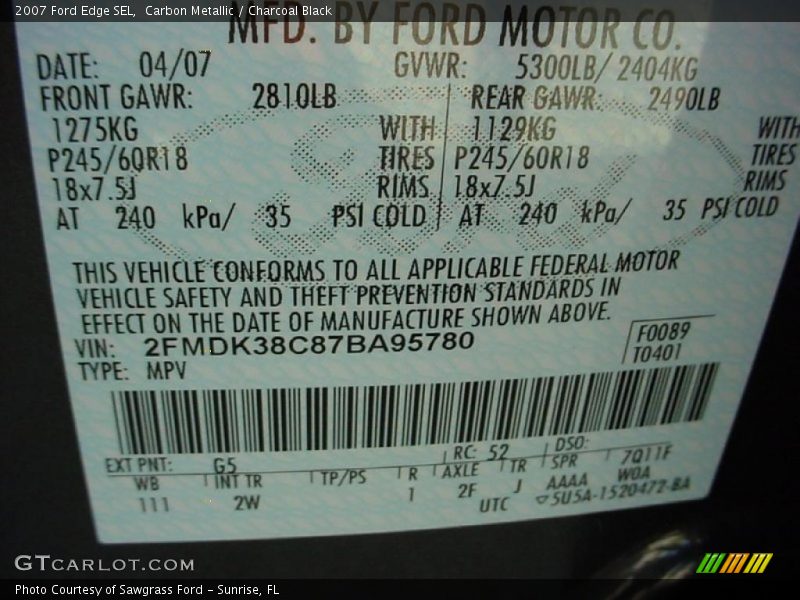 2007 Ford Edge SEL, Carbon Metallic / Charcoal Black
MFD. BY FORD MOTOR CO.
DATE: 04/07 GVWR: 5300LB/ 2404KG
FRONT GAWR: 2810LB REAR GAWR: 2490LB
1275KG WITH 1129KG WITH
P245/60R18 TIRES P245/60R18 TIRES
18x7.5J RIMS 18x7.5J RIMS
AT 240 kPa/ 35 PSI COLD AT 240 kPa/ 35 PSI COLD
THIS VEHICLE CONFORMS TO ALL APPLICABLE FEDERAL MOTOR
VEHICLE SAFETY AND THEFT PREVENTION STANDARDS IN
EFFECT ON THE DATE OF MANUFACTURE SHOWN ABOVE.
VIN: 2FMDK38C87BA95780 F0089
TYPE: MPV T0401
EXT PNT: G5 RC: 52 DSO:
WB INT TR TP/PS R AXLE TR SPR 7Q11F
111 2W 1 2F J AAAA WOA
UTC 5U5A-1520472-BA
GTCARLOT.COM
Photo Courtesy of Sawgrass Ford - Sunrise, FL